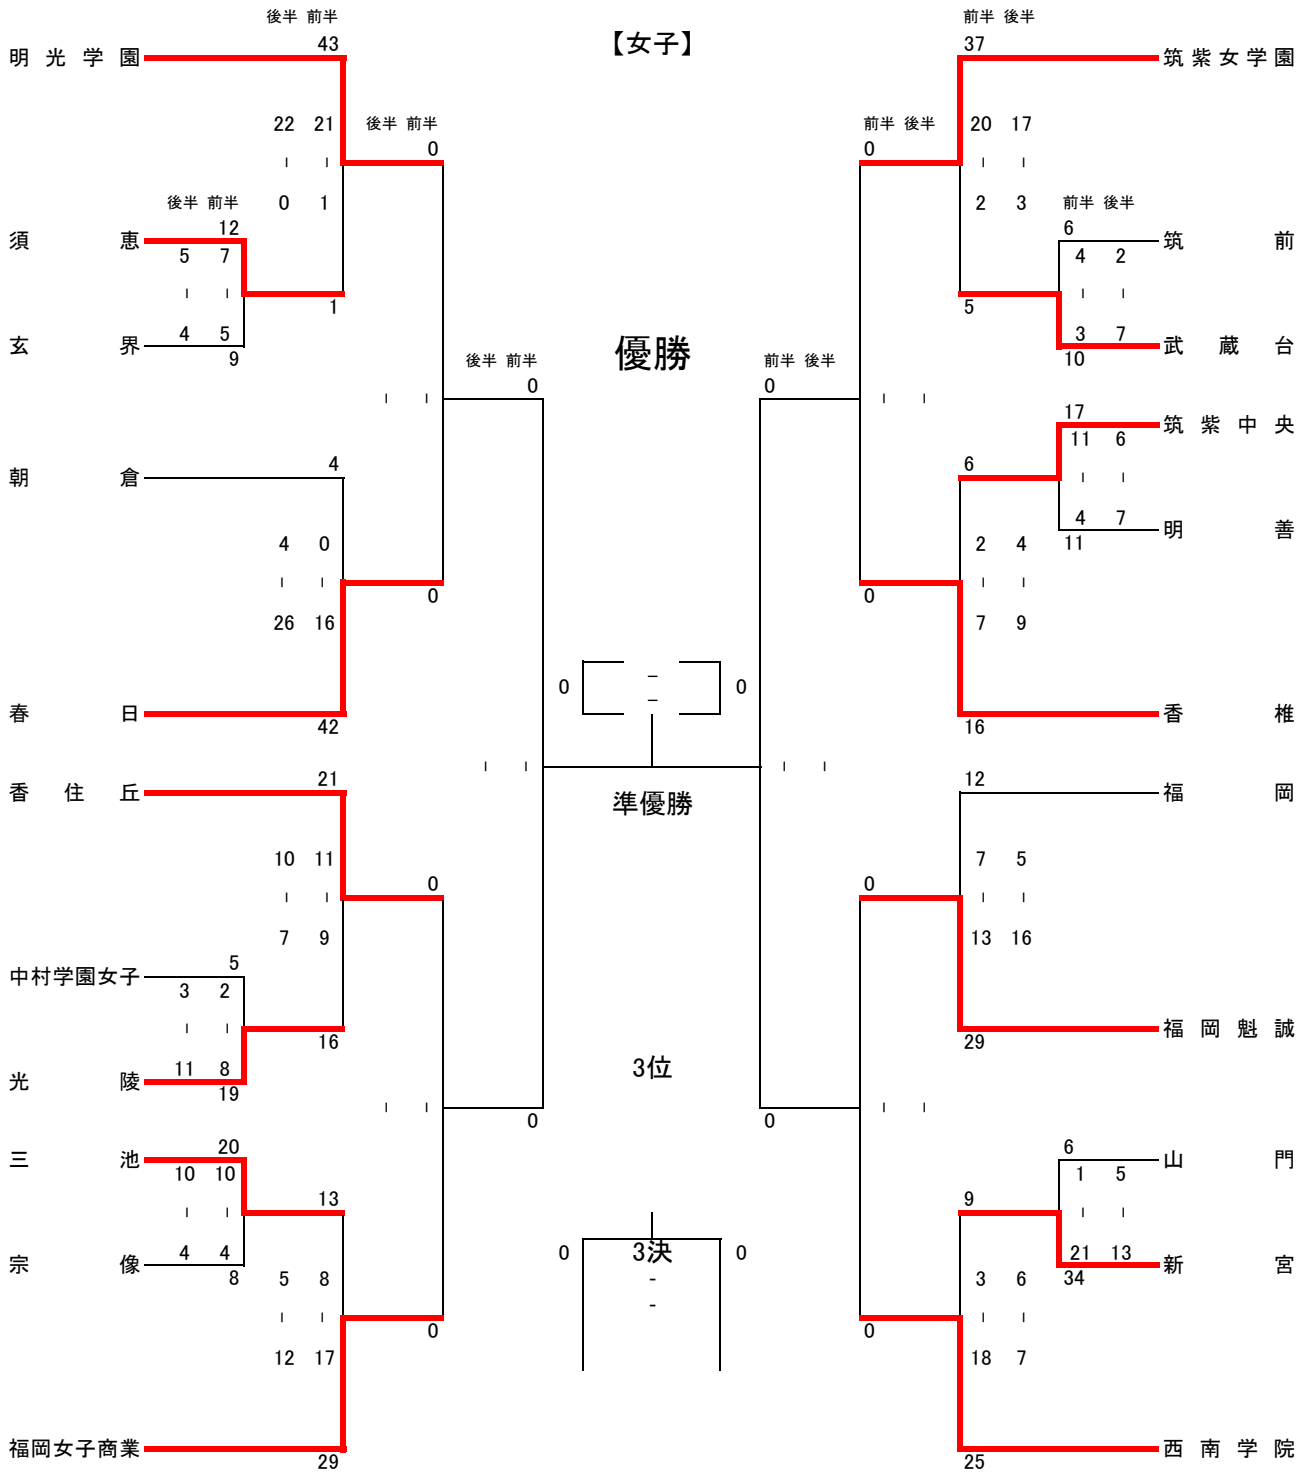 後半 前半
前半 後半
43
【女子】
37
明光学園
筑紫女学園
22 21
後半 前半
0
前半 後半
0
20 17
- -
- -
0 1
2 3
後半 前半
12
前半 後半
6
須恵
筑前
5 7
4 2
- -
- -
1
5
4 5
3 7
玄界
9
武蔵台
10
後半 前半
優勝
前半 後半
0
0
- -
- -
17
筑紫中央
11 6
4
6
朝倉
- -
4 7
明善
11
4 0
2 4
- -
- -
0
0
26 16
7 9
0
-
-
0
春日
42
香椎
16
- -
- -
21
12
香住丘
準優勝
福岡
10 11
7 5
0
0
- -
- -
7 9
13 16
5
中村学園女子
3 2
- -
16
福岡魁誠
29
11 8
3位
光陵
19
- -
- -
0
0
20
6
三池
山門
10 10
1 5
13
9
- -
- -
4 4
21 13
0
3決
0
宗像
8
新宮
34
5 8
-
3 6
-
- -
- -
0
0
12 17
18 7
福岡女子商業
29
西南学院
25